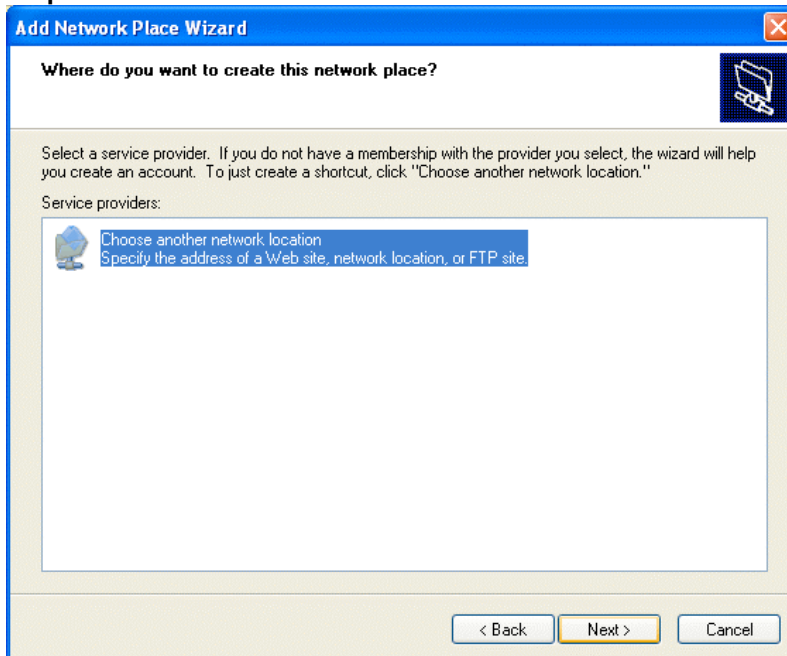 Add Network Place Wizard
Where do you want to create this network place?
Select a service provider. If you do not have a membership with the provider you select, the wizard will help
you create an account. To just create a shortcut, click "Choose another network location."
Service providers:
Choose another network location
Specify the address of a Web site, network location, or FTP site.
< Back
Next >
Cancel